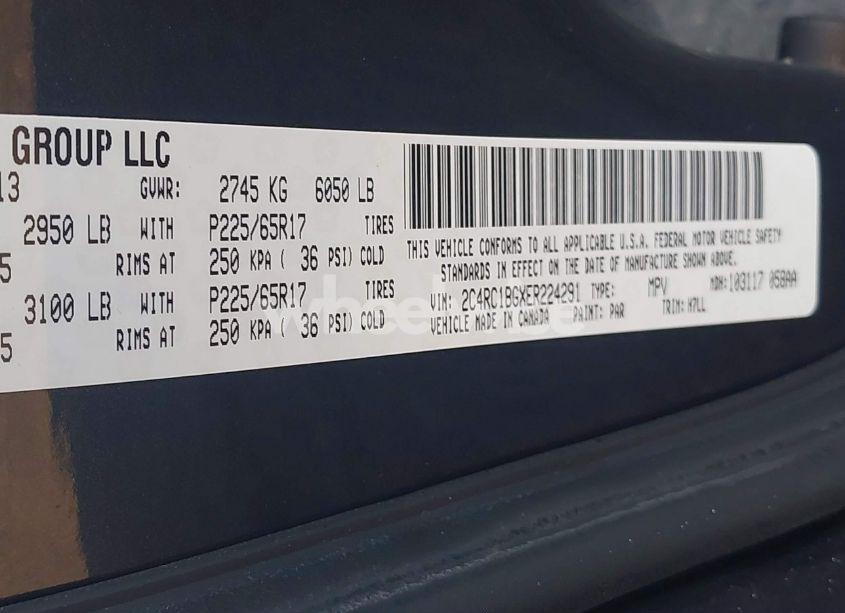 GROUP LLC
13 GVWR: 2745 KG 6050 LB
2950 LB WITH P225/65R17 TIRES
5 RIMS AT 250 KPA ( 36 PSI) COLD
3100 LB WITH P225/65R17 TIRES
5 RIMS AT 250 KPA ( 36 PSI) COLD
THIS VEHICLE CONFORMS TO ALL APPLICABLE U.S.A. FEDERAL MOTOR VEHICLE SAFETY
STANDARDS IN EFFECT ON THE DATE OF MANUFACTURE SHOWN ABOVE.
VIN: 2C4RC1BGXER224291 TYPE: MPV MDH: 103117 058AA
VEHICLE MADE IN CANADA PAINT: PAR TRIM: